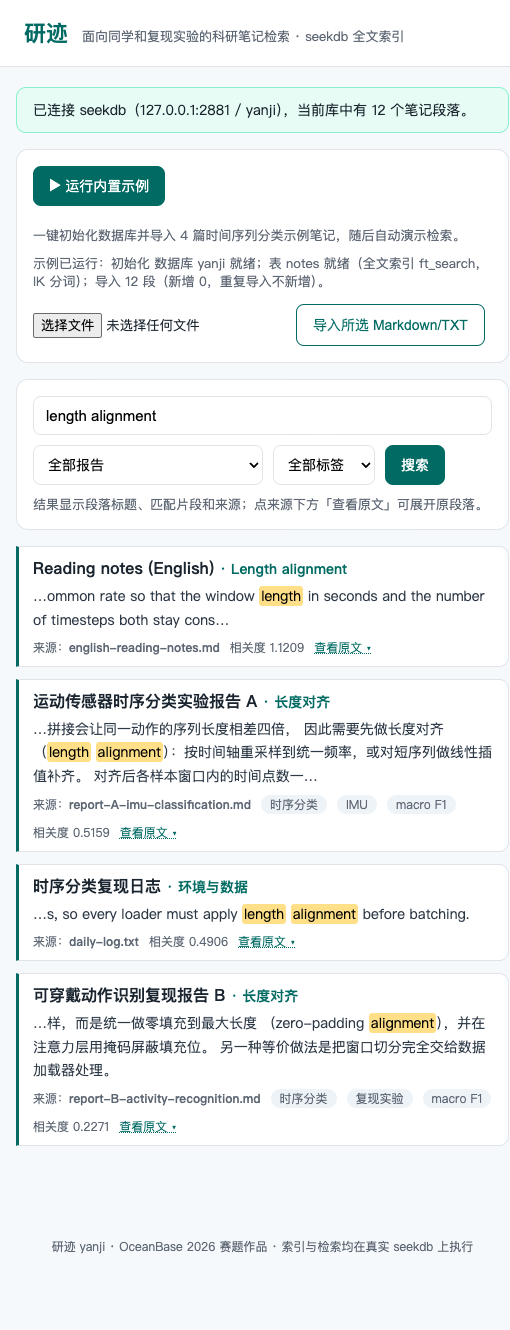 研迹 面向同学和复现实验的科研笔记检索 · seekdb 全文索引
已连接 seekdb（127.0.0.1:2881 / yanji），当前库中有 12 个笔记段落。
▶ 运行内置示例
一键初始化数据库并导入 4 篇时间序列分类示例笔记，随后自动演示检索。
示例已运行：初始化 数据库 yanji 就绪；表 notes 就绪（全文索引 ft_search，
IK 分词）；导入 12 段（新增 0，重复导入不新增）。
选择文件 未选择任何文件 导入所选 Markdown/TXT
length alignment
全部报告 全部标签 搜索
结果显示段落标题、匹配片段和来源；点来源下方「查看原文」可展开原段落。
Reading notes (English) · Length alignment
…ommon rate so that the window length in seconds and the number
of timesteps both stay cons…
来源：english-reading-notes.md 相关度 1.1209 查看原文 ▾
运动传感器时序分类实验报告 A · 长度对齐
…拼接会让同一动作的序列长度相差四倍， 因此需要先做长度对齐
（length alignment）：按时间轴重采样到统一频率，或对短序列做线性插
值补齐。 对齐后各样本窗口内的时间点数一…
来源：report-A-imu-classification.md 时序分类 IMU macro F1
相关度 0.5159 查看原文 ▾
时序分类复现日志 · 环境与数据
…s, so every loader must apply length alignment before batching.
来源：daily-log.txt 相关度 0.4906 查看原文 ▾
可穿戴动作识别复现报告 B · 长度对齐
…样，而是统一做零填充到最大长度 （zero-padding alignment），并在
注意力层用掩码屏蔽填充位。 另一种等价做法是把窗口切分完全交给数据
加载器处理。
来源：report-B-activity-recognition.md 时序分类 复现实验 macro F1
相关度 0.2271 查看原文 ▾
研迹 yanji · OceanBase 2026 赛题作品 · 索引与检索均在真实 seekdb 上执行